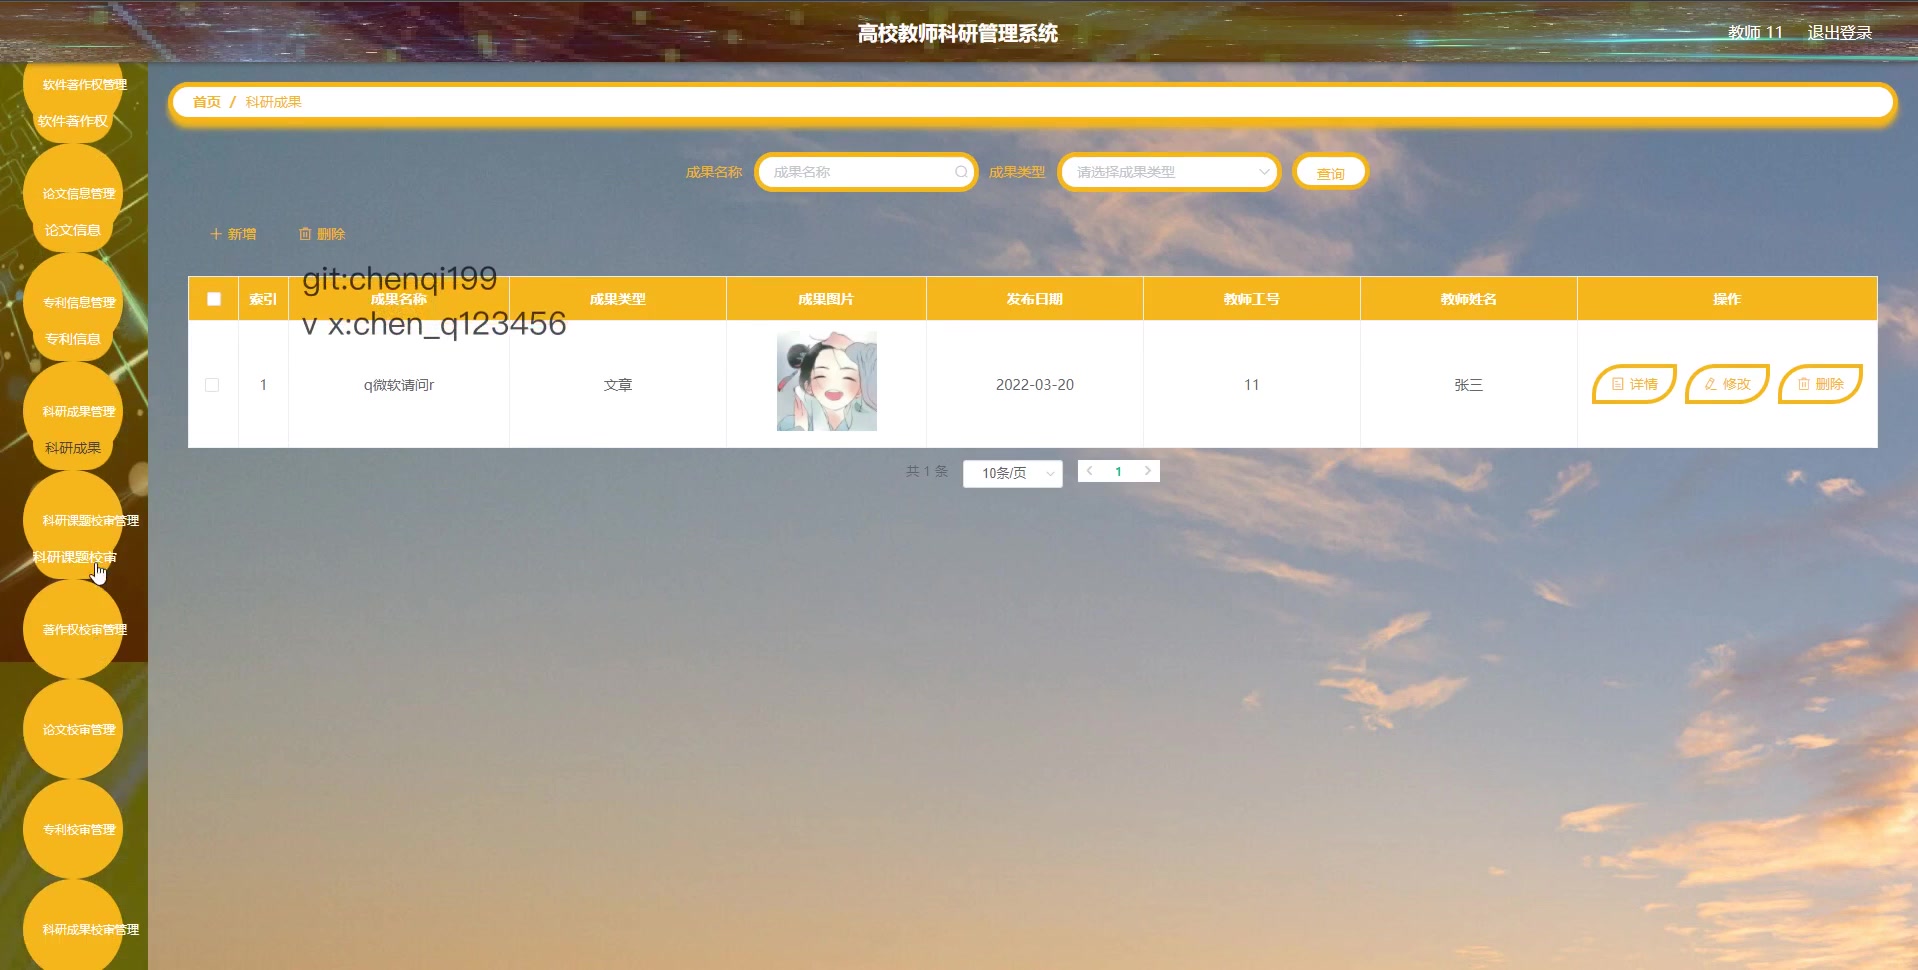 高校教师科研管理系统
教师 11 退出登录
软件著作权管理
软件著作权
论文信息管理
论文信息
专利信息管理
专利信息
科研成果管理
科研成果
科研课题校审管理
科研课题校审
著作权校审管理
论文校审管理
专利校审管理
科研成果校审管理
首页 / 科研成果
成果名称 成果名称 成果类型 请选择成果类型 查询
新增 删除
git:chenqi199
v x:chen_q123456
索引 成果名称 成果类型 成果图片 发布日期 教师工号 教师姓名 操作
1 q微软请问r 文章 2022-03-20 11 张三 详情 修改 删除
共 1 条 10条/页 1